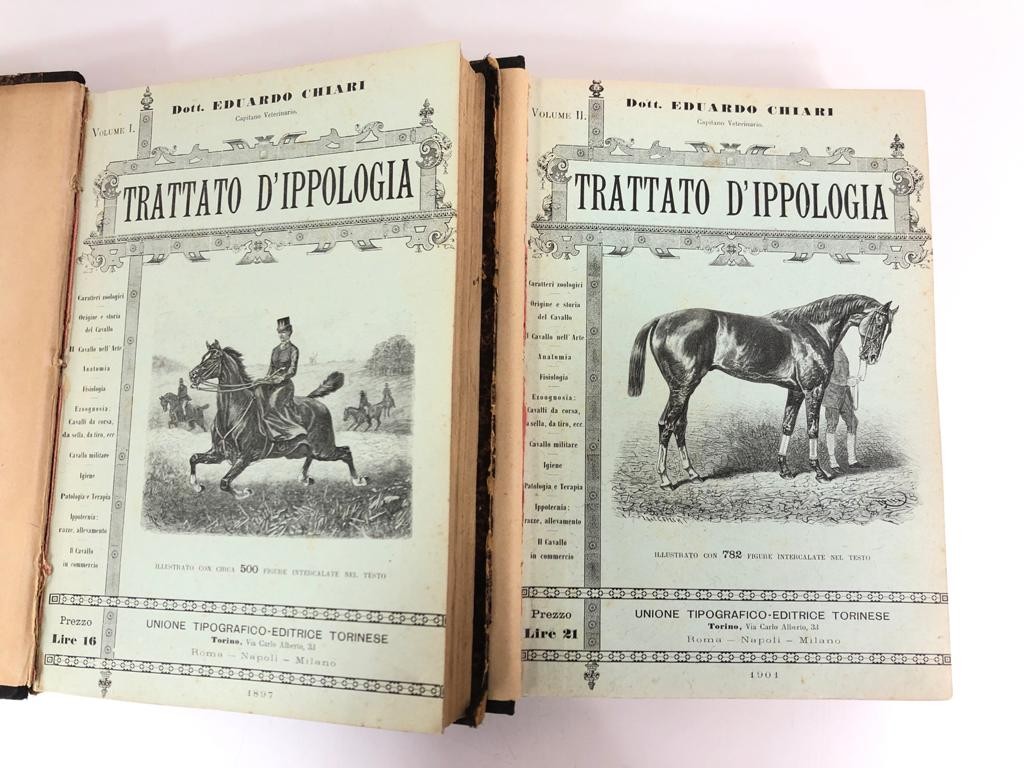 Dott. EDUARDO CHIARI
Capitano Veterinario.
VOLUME I.
TRATTATO D'IPPOLOGIA
Caratteri zoologici
Origine e storia
del Cavallo
Il Cavallo nell'Arte
Anatomia
Fisiologia
Ezoognosia:
Cavalli da corsa,
da sella, da tiro, ecc.
Cavallo militare
Igiene
Patologia e Terapia
Ippotecnia:
razze, allevamento
Il Cavallo
in commercio
ILLUSTRATO CON CIRCA 500 FIGURE INTERCALATE NEL TESTO
Prezzo
Lire 16
UNIONE TIPOGRAFICO-EDITRICE TORINESE
Torino, Via Carlo Alberto, 33
Roma — Napoli — Milano
1897
Dott. EDUARDO CHIARI
Capitano Veterinario.
VOLUME II.
TRATTATO D'IPPOLOGIA
Caratteri zoologici
Origine e storia
del Cavallo
Il Cavallo nell'Arte
Anatomia
Fisiologia
Ezoognosia:
Cavalli da corsa,
a sella, da tiro, ecc.
Cavallo militare
Igiene
Patologia e Terapia
Ippotecnia:
razze, allevamento
Il Cavallo
in commercio
ILLUSTRATO CON 782 FIGURE INTERCALATE NEL TESTO
Prezzo
Lire 21
UNIONE TIPOGRAFICO-EDITRICE TORINESE
Torino, Via Carlo Alberto, 33
Roma — Napoli — Milano
1901